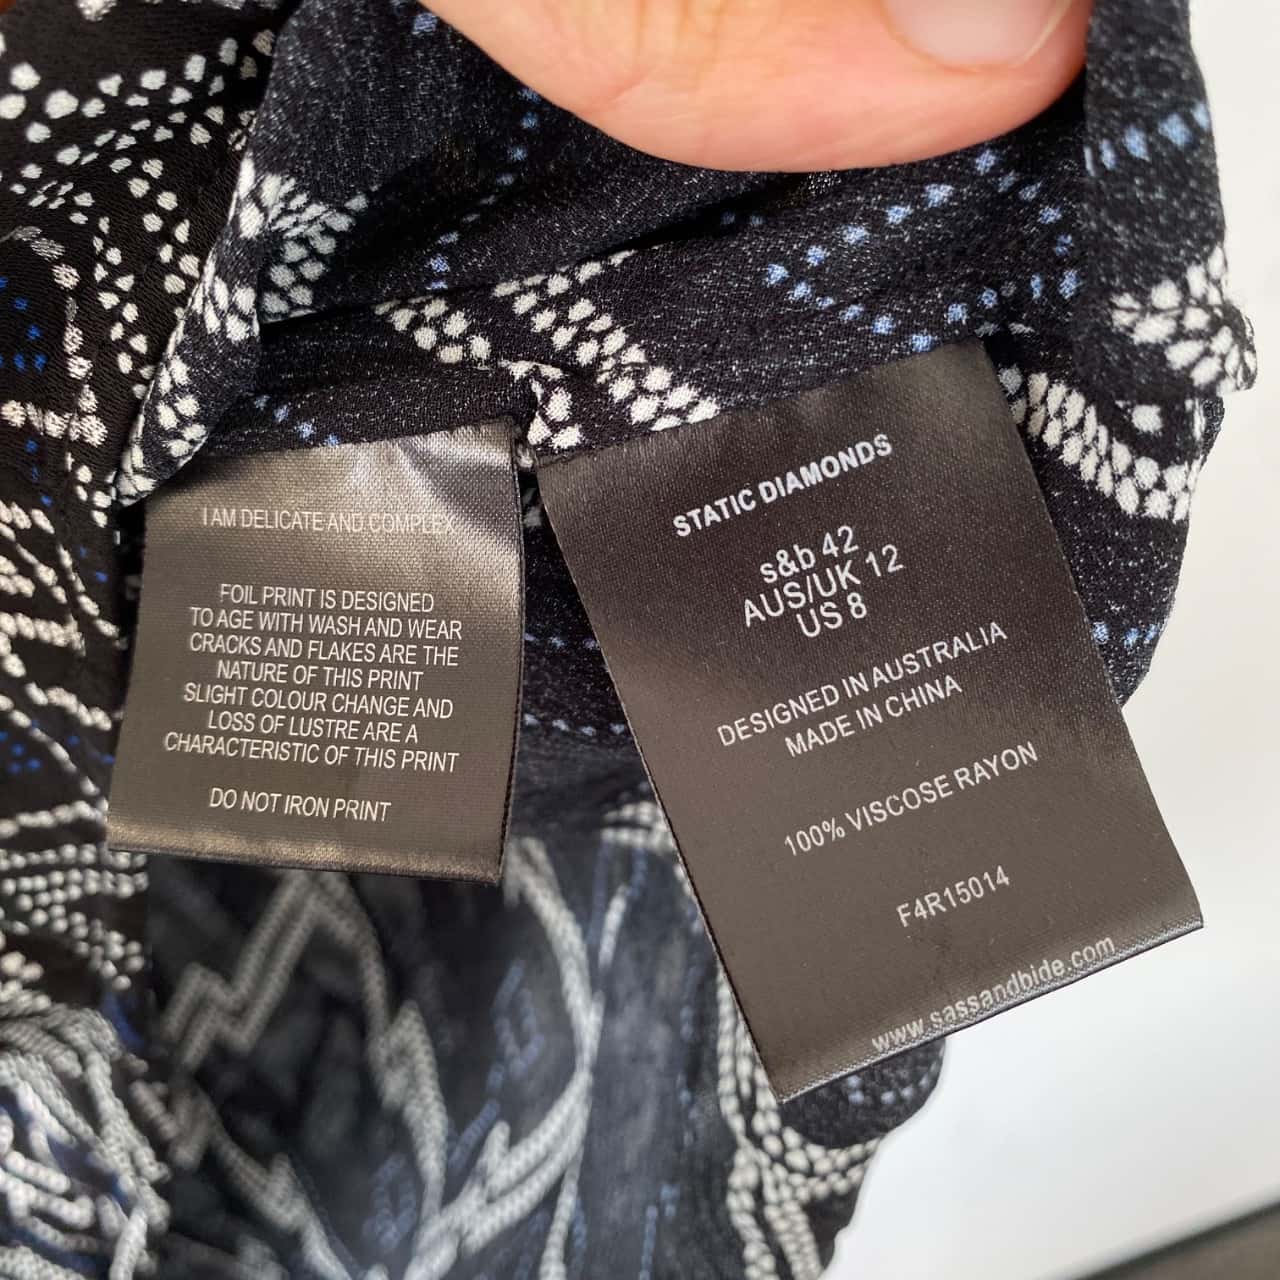 I AM DELICATE AND COMPLEX
FOIL PRINT IS DESIGNED
TO AGE WITH WASH AND WEAR
CRACKS AND FLAKES ARE THE
NATURE OF THIS PRINT
SLIGHT COLOUR CHANGE AND
LOSS OF LUSTRE ARE A
CHARACTERISTIC OF THIS PRINT
DO NOT IRON PRINT
STATIC DIAMONDS
s&b 42
AUS/UK 12
US 8
DESIGNED IN AUSTRALIA
MADE IN CHINA
100% VISCOSE RAYON
F4R15014
www.sassandbide.com